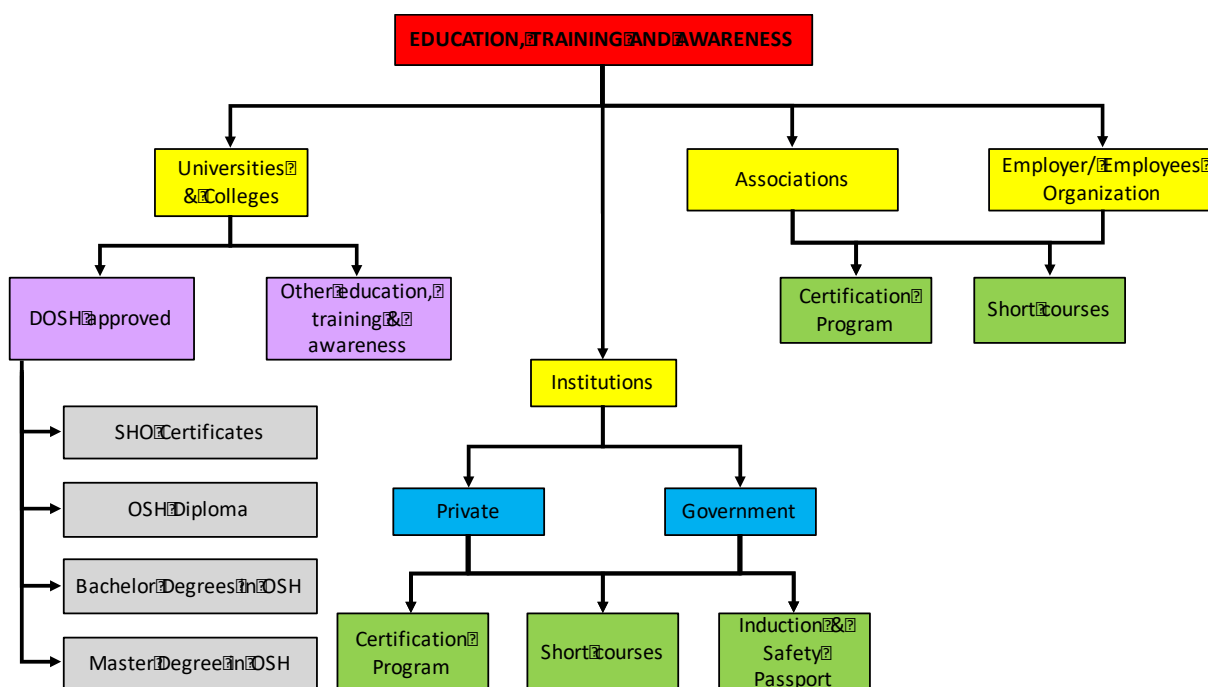 EDUCATION, TRAINING AND AWARENESS
Universities
& Colleges
Associations
Employer/ Employees
Organization
DOSH approved
Other education,
training &
awareness
Certification
Program
Short courses
Institutions
SHO Certificates
OSH Diploma
Bachelor Degrees in OSH
Master Degree in OSH
Private
Government
Certification
Program
Short courses
Induction &
Safety
Passport